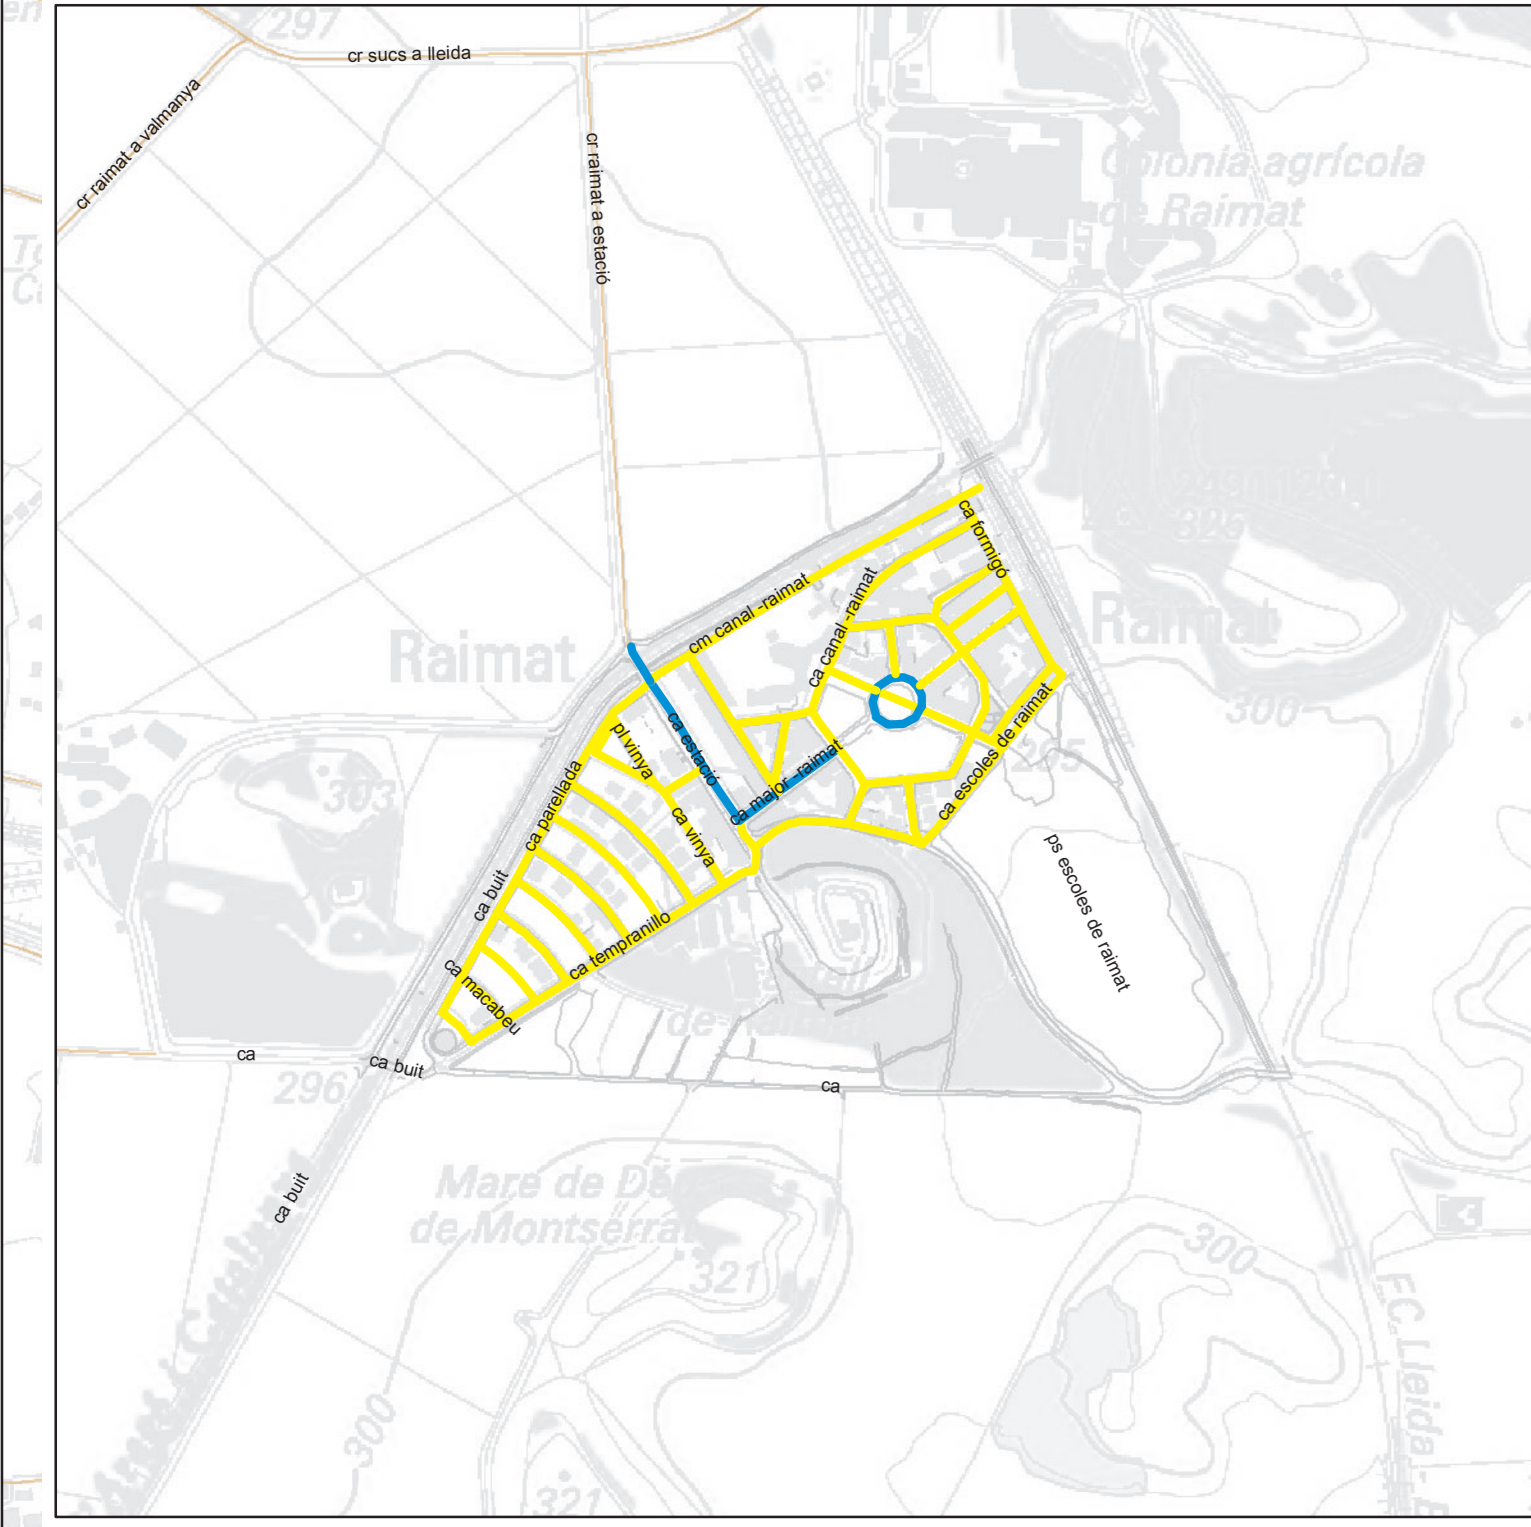 297
cr sucs a lleida
cr raimat a valmanya
cr raimat a estació
Colonia agrícola
de Raimat
ca formigó
cm canal -raimat
ca canal -raimat
Raimat
Raimat
326
300
295
ca estació
pl vinya
ca major -raimat
ca escoles de raimat
303
ca parellada
ca vinya
ca buit
ps escoles de raimat
ca tempranillo
ca macabeu
ca
ca buit
296
ca
ca buit
Mare de Déu
de Montserrat
321
300
300
321
F.C. Lleida